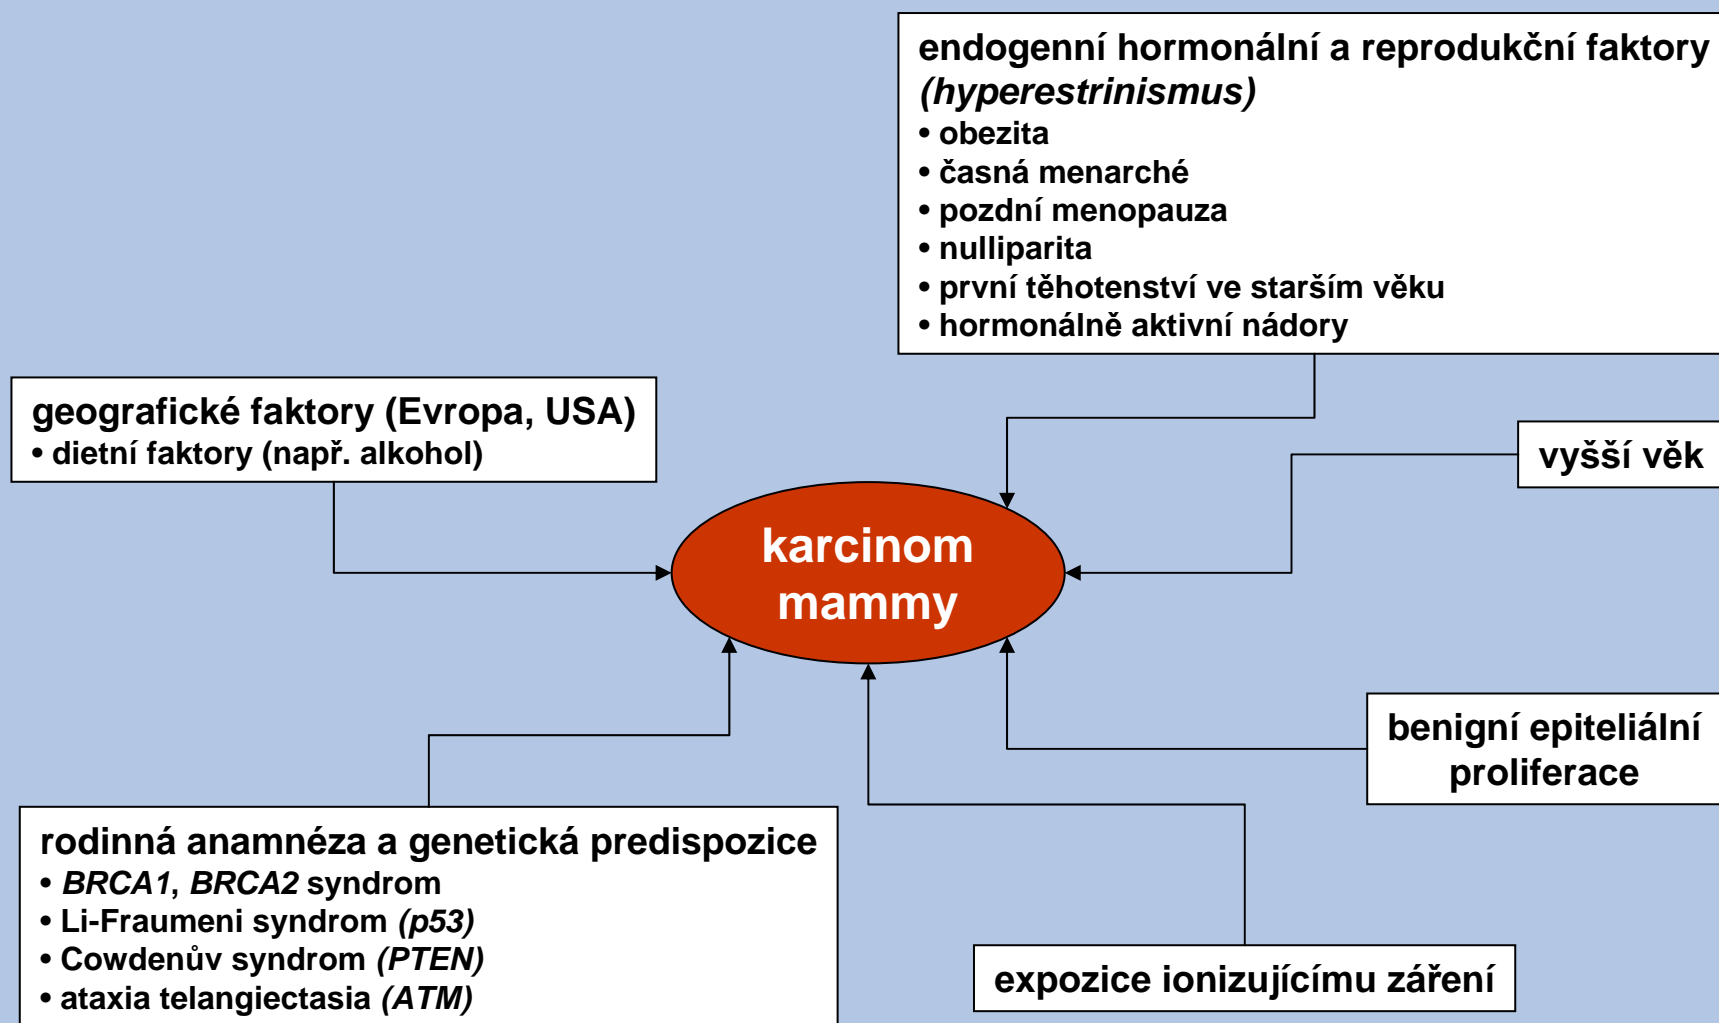 endogenní hormonální a reprodukční faktory
(hyperestrinismus)
• obezita
• časná menarché
• pozdní menopauza
• nulliparita
• první těhotenství ve starším věku
• hormonálně aktivní nádory
geografické faktory (Evropa, USA)
• dietní faktory (např. alkohol)
vyšší věk
karcinom
mammy
benigní epiteliální
proliferace
rodinná anamnéza a genetická predispozice
• BRCA1, BRCA2 syndrom
• Li-Fraumeni syndrom (p53)
• Cowdenův syndrom (PTEN)
• ataxia telangiectasia (ATM)
expozice ionizujícímu záření